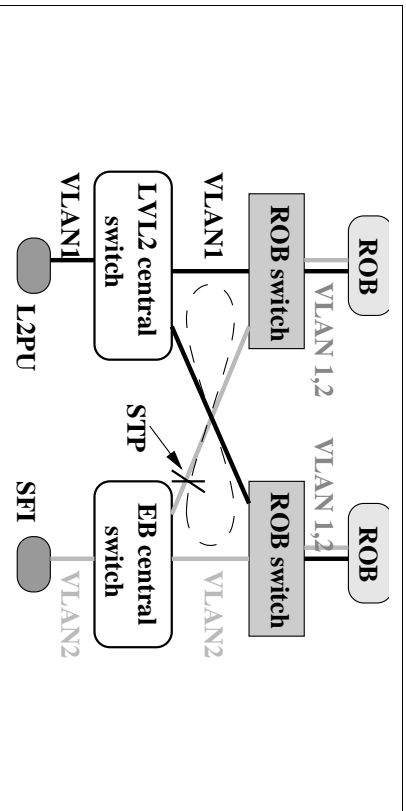 ROB
ROB
VLAN 1,2
VLAN 1,2
ROB switch
ROB switch
VLAN1
VLAN2
STP
LVL2 central
switch
EB central
switch
VLAN1
VLAN2
L2PU
SFI